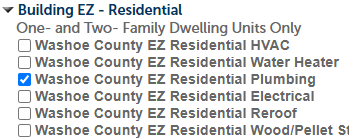 Building EZ - Residential
One- and Two- Family Dwelling Units Only
Washoe County EZ Residential HVAC
Washoe County EZ Residential Water Heater
Washoe County EZ Residential Plumbing
Washoe County EZ Residential Electrical
Washoe County EZ Residential Reroof
Washoe County EZ Residential Wood/Pellet